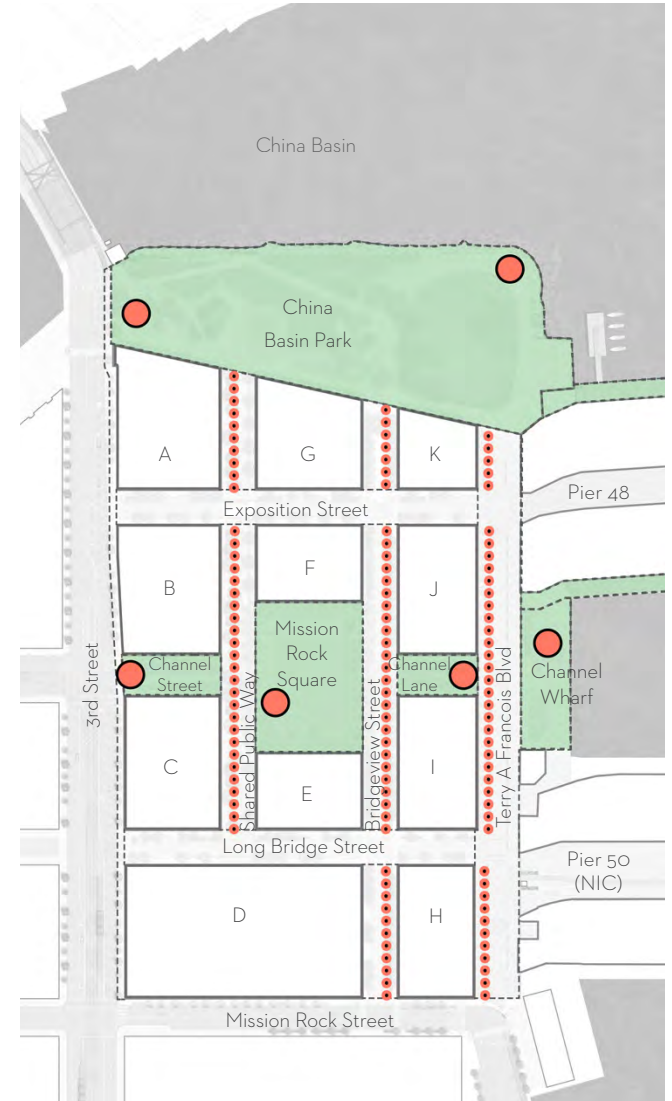 China Basin
China
Basin Park
A
G
K
Pier 48
Exposition Street
B
F
J
Mission
Rock
Square
Channel
Street
Channel
Lane
Channel
Wharf
3rd Street
Shared Public Way
Bridgeview Street
Terry A Francois Blvd
C
E
I
Long Bridge Street
Pier 50
(NIC)
D
H
Mission Rock Street